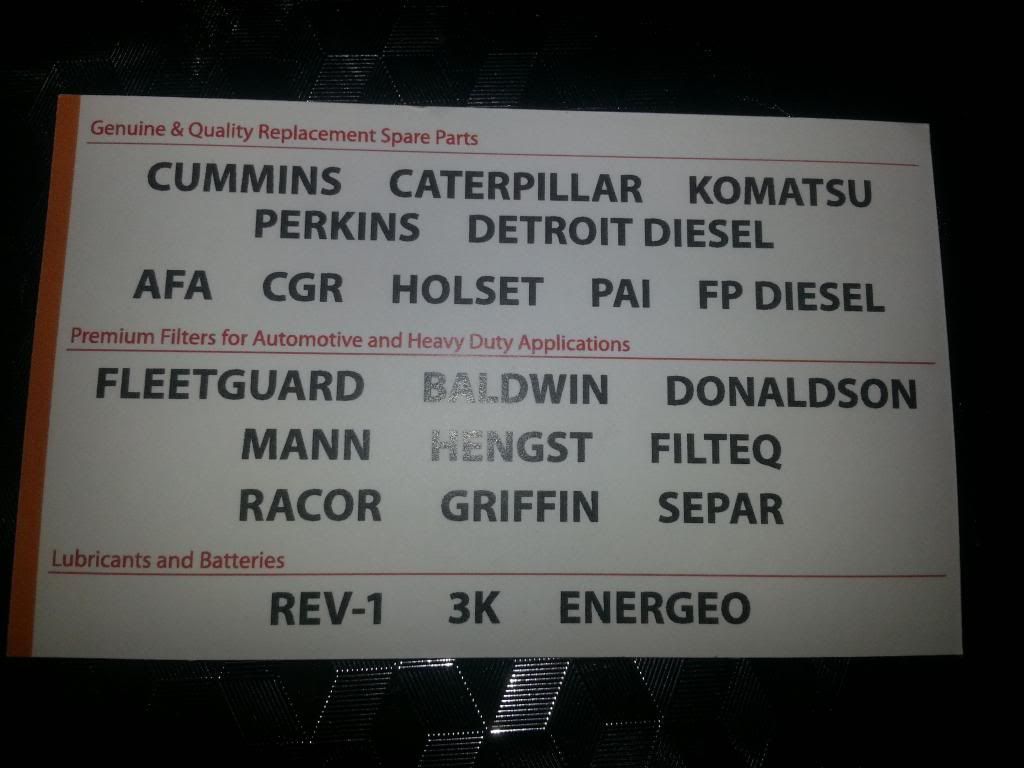 Genuine & Quality Replacement Spare Parts
CUMMINS CATERPILLAR KOMATSU
PERKINS DETROIT DIESEL
AFA CGR HOLSET PAI FP DIESEL
Premium Filters for Automotive and Heavy Duty Applications
FLEETGUARD BALDWIN DONALDSON
MANN HENGST FILTEQ
RACOR GRIFFIN SEPAR
Lubricants and Batteries
REV-1 3K ENERGEO